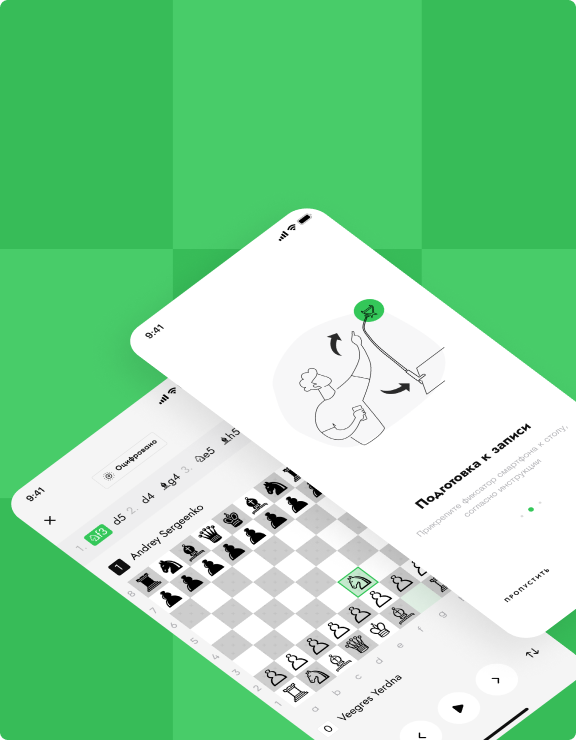 9:41
Подготовка к записи
Прикрепите фиксатор смартфона к столу,
согласно инструкции
ПРОПУСТИТЬ
9:41
Оцифровано
1. ♘f3 d5 2. d4 ♝g4 3. ♘e5 ♝h5
1 Andrey Sergeenko
8
7
6
5
4
3
2
1
a b c d e f g
0 Veegres Yerdna